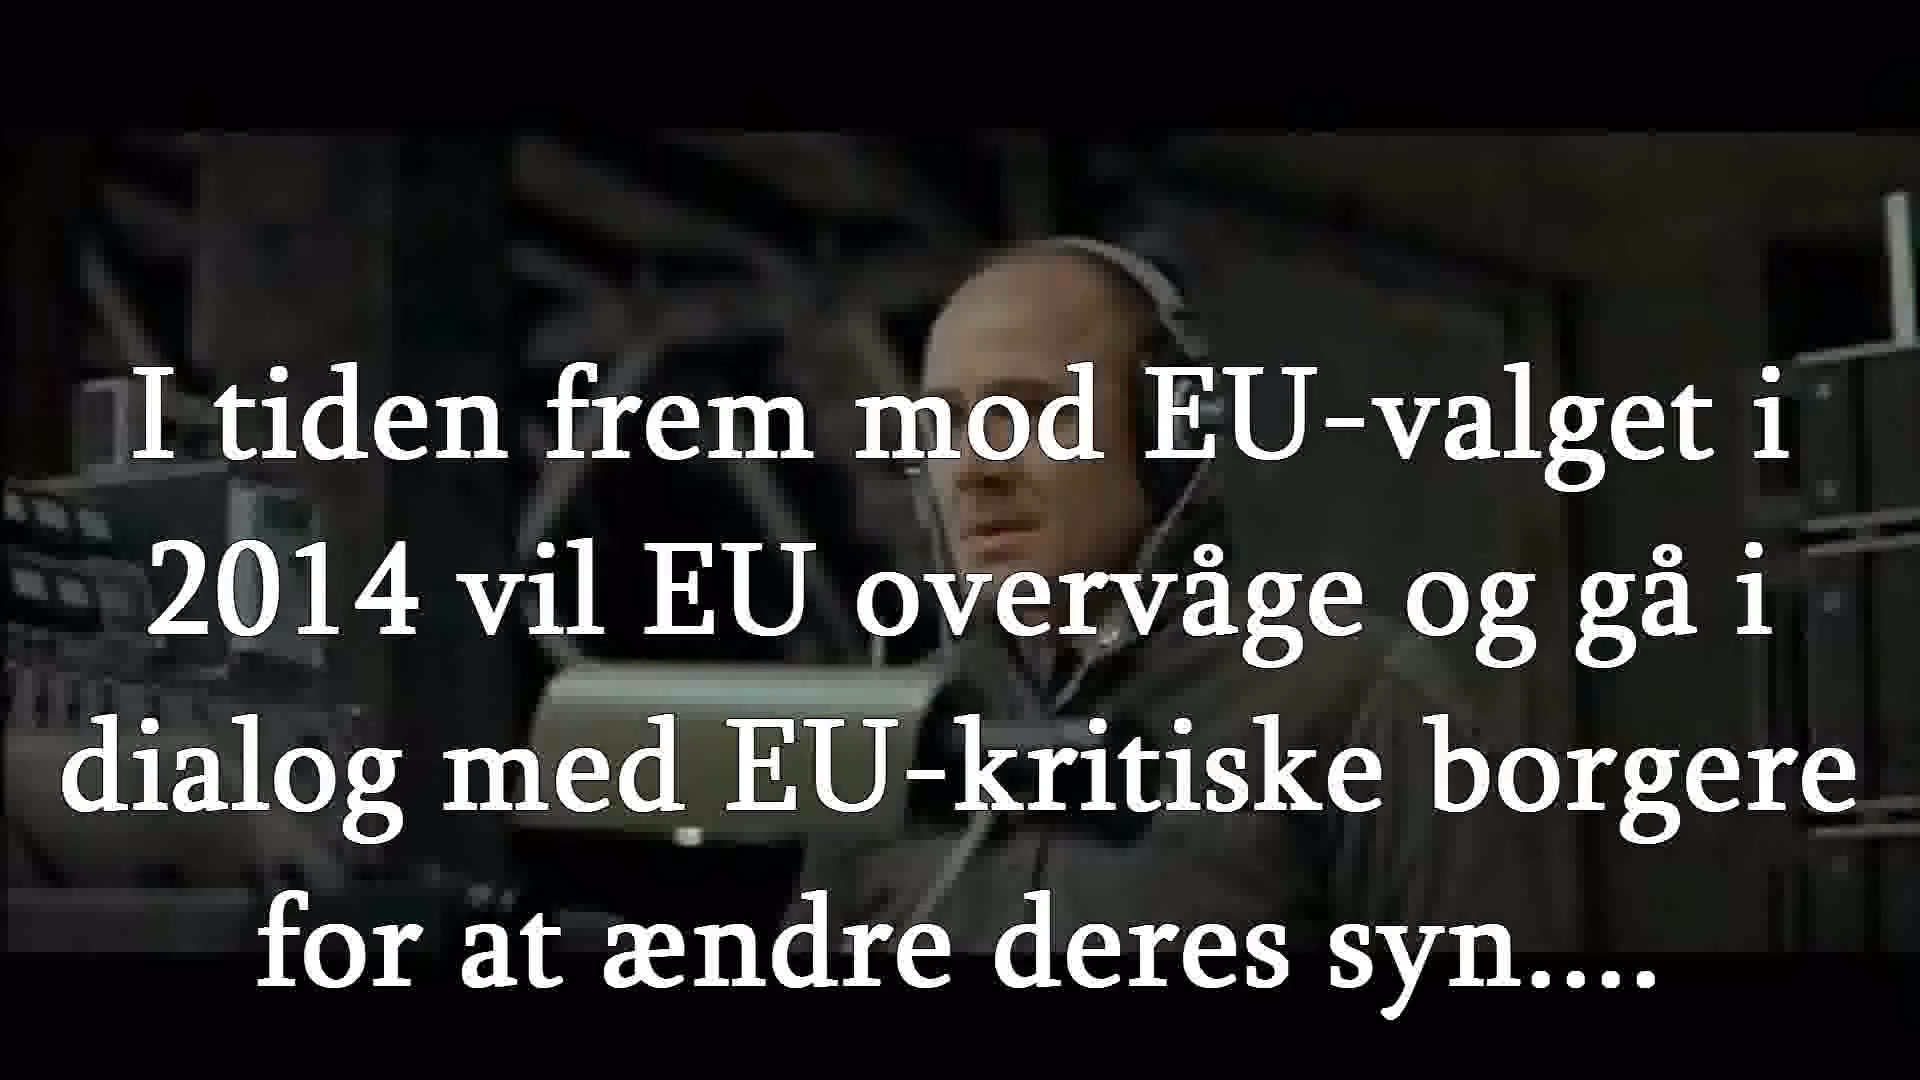 I tiden frem mod EU-valget i
2014 vil EU overvåge og gå i
dialog med EU-kritiske borgere
for at ændre deres syn....